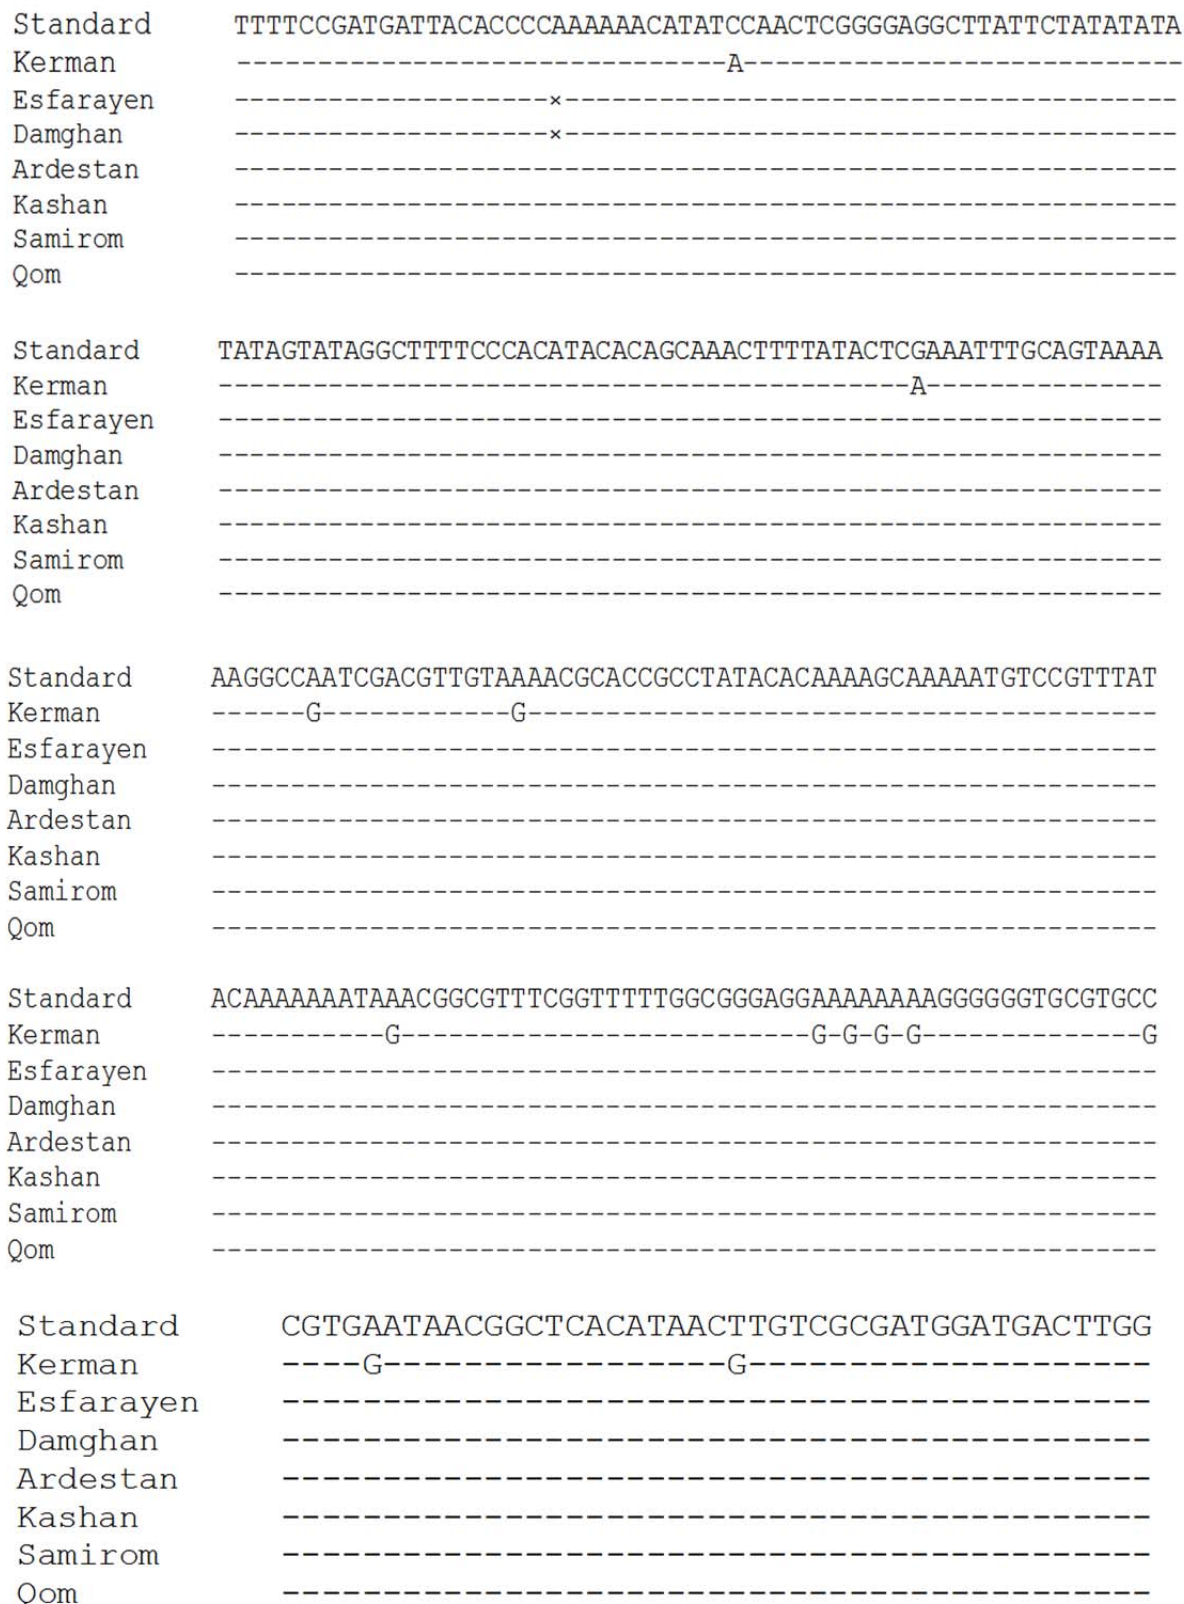 Standard TTTTCCGATGATTACACCCCAAAAAACATATCCAACTCGGGGAGGCTTATTCTATATATA
Kerman -------------------------------A----------------------------
Esfarayen --------------------×---------------------------------------
Damghan --------------------×---------------------------------------
Ardestan ------------------------------------------------------------
Kashan ------------------------------------------------------------
Samirom ------------------------------------------------------------
Qom ------------------------------------------------------------
Standard TATAGTATAGGCTTTTCCCACATACACAGCAAACTTTTATACTCGAAATTTGCAGTAAAA
Kerman --------------------------------------------A---------------
Esfarayen ------------------------------------------------------------
Damghan ------------------------------------------------------------
Ardestan ------------------------------------------------------------
Kashan ------------------------------------------------------------
Samirom ------------------------------------------------------------
Qom ------------------------------------------------------------
Standard AAGGCCAATCGACGTTGTAAAACGCACCGCCTATACACAAAAGCAAAAATGTCCGTTTAT
Kerman ------G------------G----------------------------------------
Esfarayen ------------------------------------------------------------
Damghan ------------------------------------------------------------
Ardestan ------------------------------------------------------------
Kashan ------------------------------------------------------------
Samirom ------------------------------------------------------------
Qom ------------------------------------------------------------
Standard ACAAAAAAATAAACGGCGTTTCGGTTTTTGGCGGGAGGAAAAAAAAGGGGGGTGCGTGCC
Kerman -----------G--------------------------G-G-G-G--------------G
Esfarayen ------------------------------------------------------------
Damghan ------------------------------------------------------------
Ardestan ------------------------------------------------------------
Kashan ------------------------------------------------------------
Samirom ------------------------------------------------------------
Qom ------------------------------------------------------------
Standard CGTGAATAACGGCTCACATAACTTGTCGCGATGGATGACTTGG
Kerman ----G-----------------G--------------------
Esfarayen -------------------------------------------
Damghan -------------------------------------------
Ardestan -------------------------------------------
Kashan -------------------------------------------
Samirom -------------------------------------------
Qom -------------------------------------------